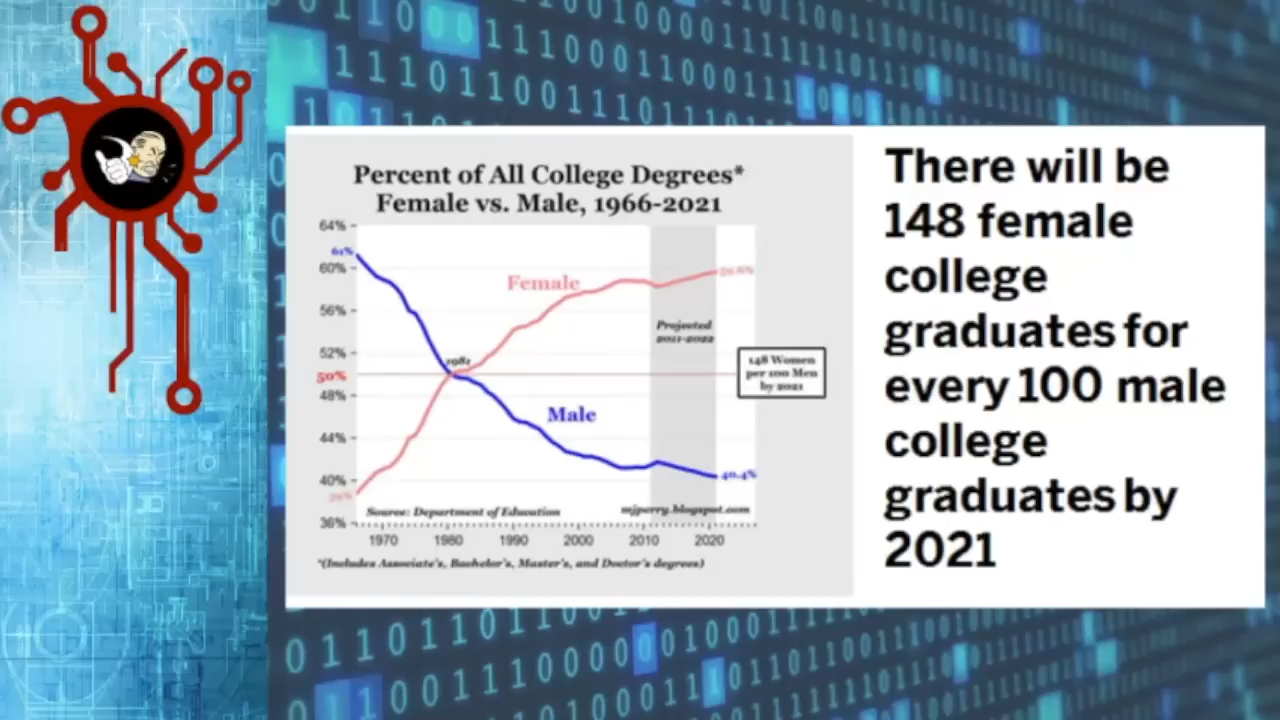 Percent of All College Degrees*
Female vs. Male, 1966-2021
64%
61%
60%
Female
59.6%
56%
Projected
2011-2022
52%
1981
148 Women
per 100 Men
by 2021
50%
48%
Male
44%
40%
40.4%
39%
Source: Department of Education
mjperry.blogspot.com
36%
1970
1980
1990
2000
2010
2020
*(Includes Associate's, Bachelor's, Master's, and Doctor's degrees)
There will be
148 female
college
graduates for
every 100 male
college
graduates by
2021